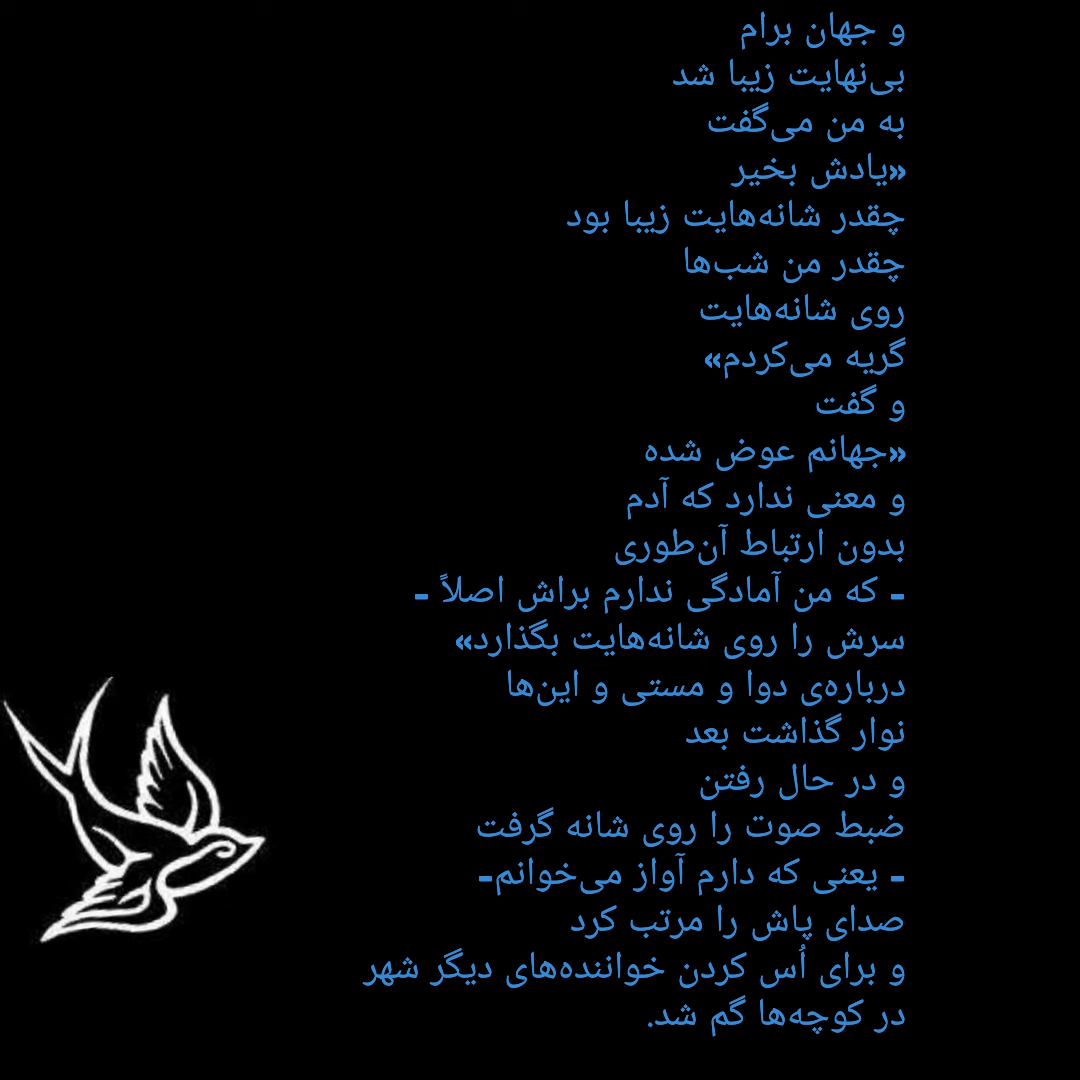 و جهان برام
بی‌نهایت زیبا شد
به من می‌گفت
«یادش بخیر
چقدر شانه‌هایت زیبا بود
چقدر من شب‌ها
روی شانه‌هایت
گریه می‌کردم»
و گفت
«جهانم عوض شده
و معنی ندارد که آدم
بدون ارتباط آن‌طوری
- که من آمادگی ندارم براش اصلاً -
سرش را روی شانه‌هایت بگذارد»
درباره‌ی دوا و مستی و این‌ها
نوار گذاشت بعد
و در حال رفتن
ضبط صوت را روی شانه گرفت
- یعنی که دارم آواز می‌خوانم-
صدای پاش را مرتب کرد
و برای اُس کردن خواننده‌های دیگر شهر
در کوچه‌ها گم شد.